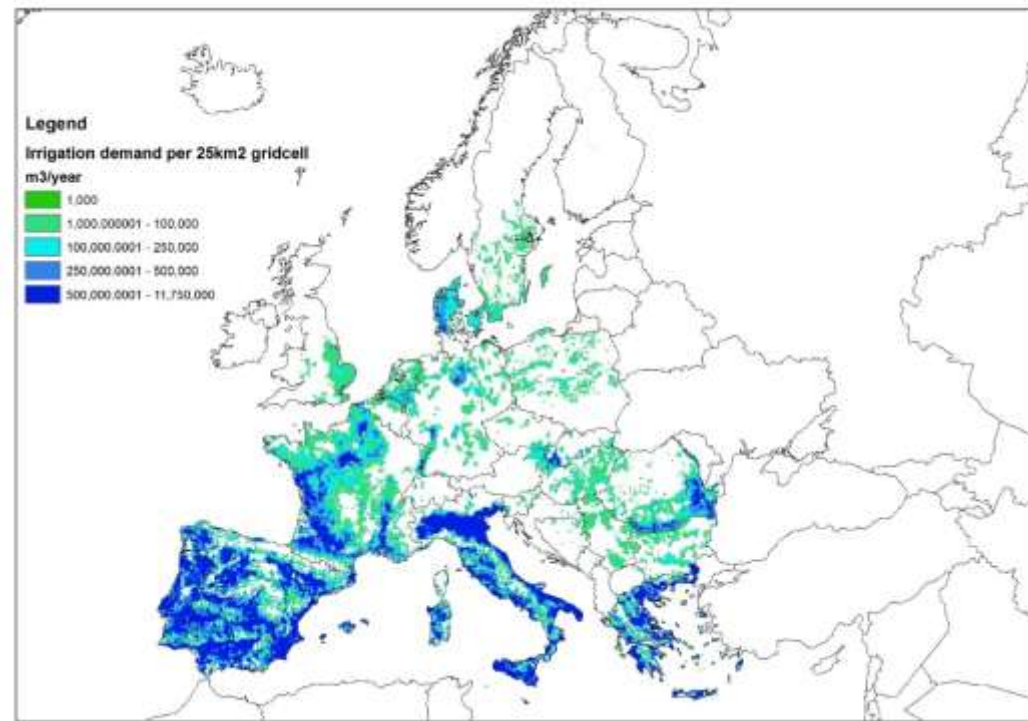 Legend
Irrigation demand per 25km2 gridcell
m3/year
1,000
1,000.000001 - 100,000
100,000.0001 - 250,000
250,000.0001 - 500,000
500,000.0001 - 11,750,000